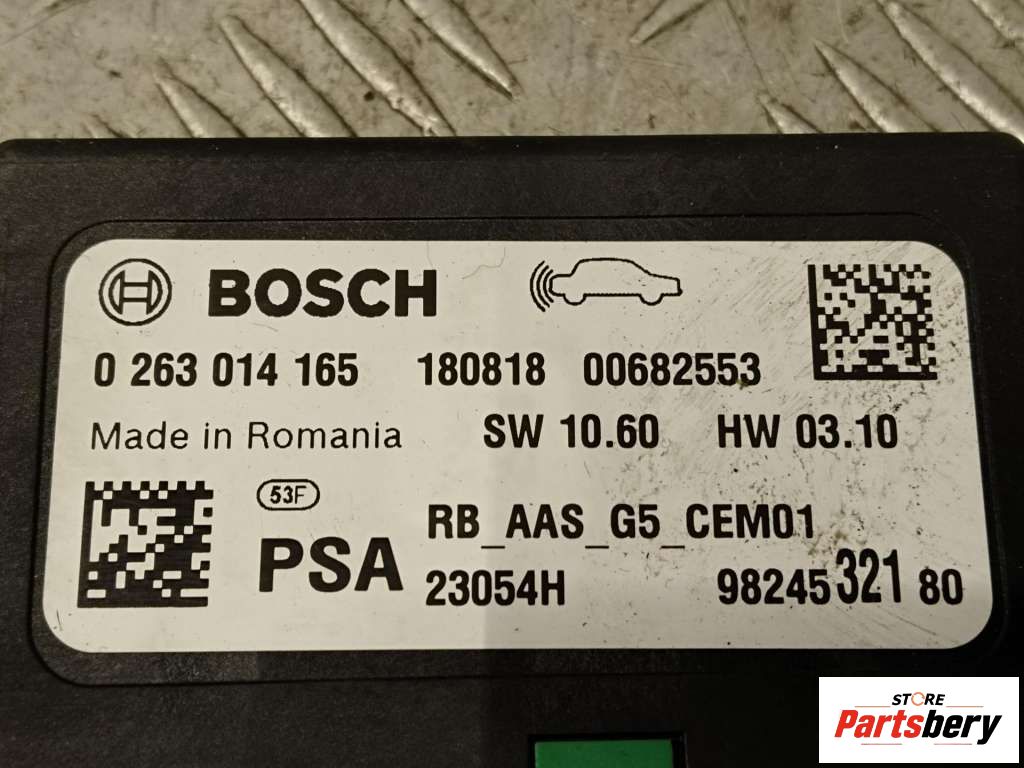 BOSCH
0 263 014 165 180818 00682553
Made in Romania SW 10.60 HW 03.10
53F
RB_AAS_G5_CEM01
PSA
23054H 98245 321 80
STORE
Partsbery